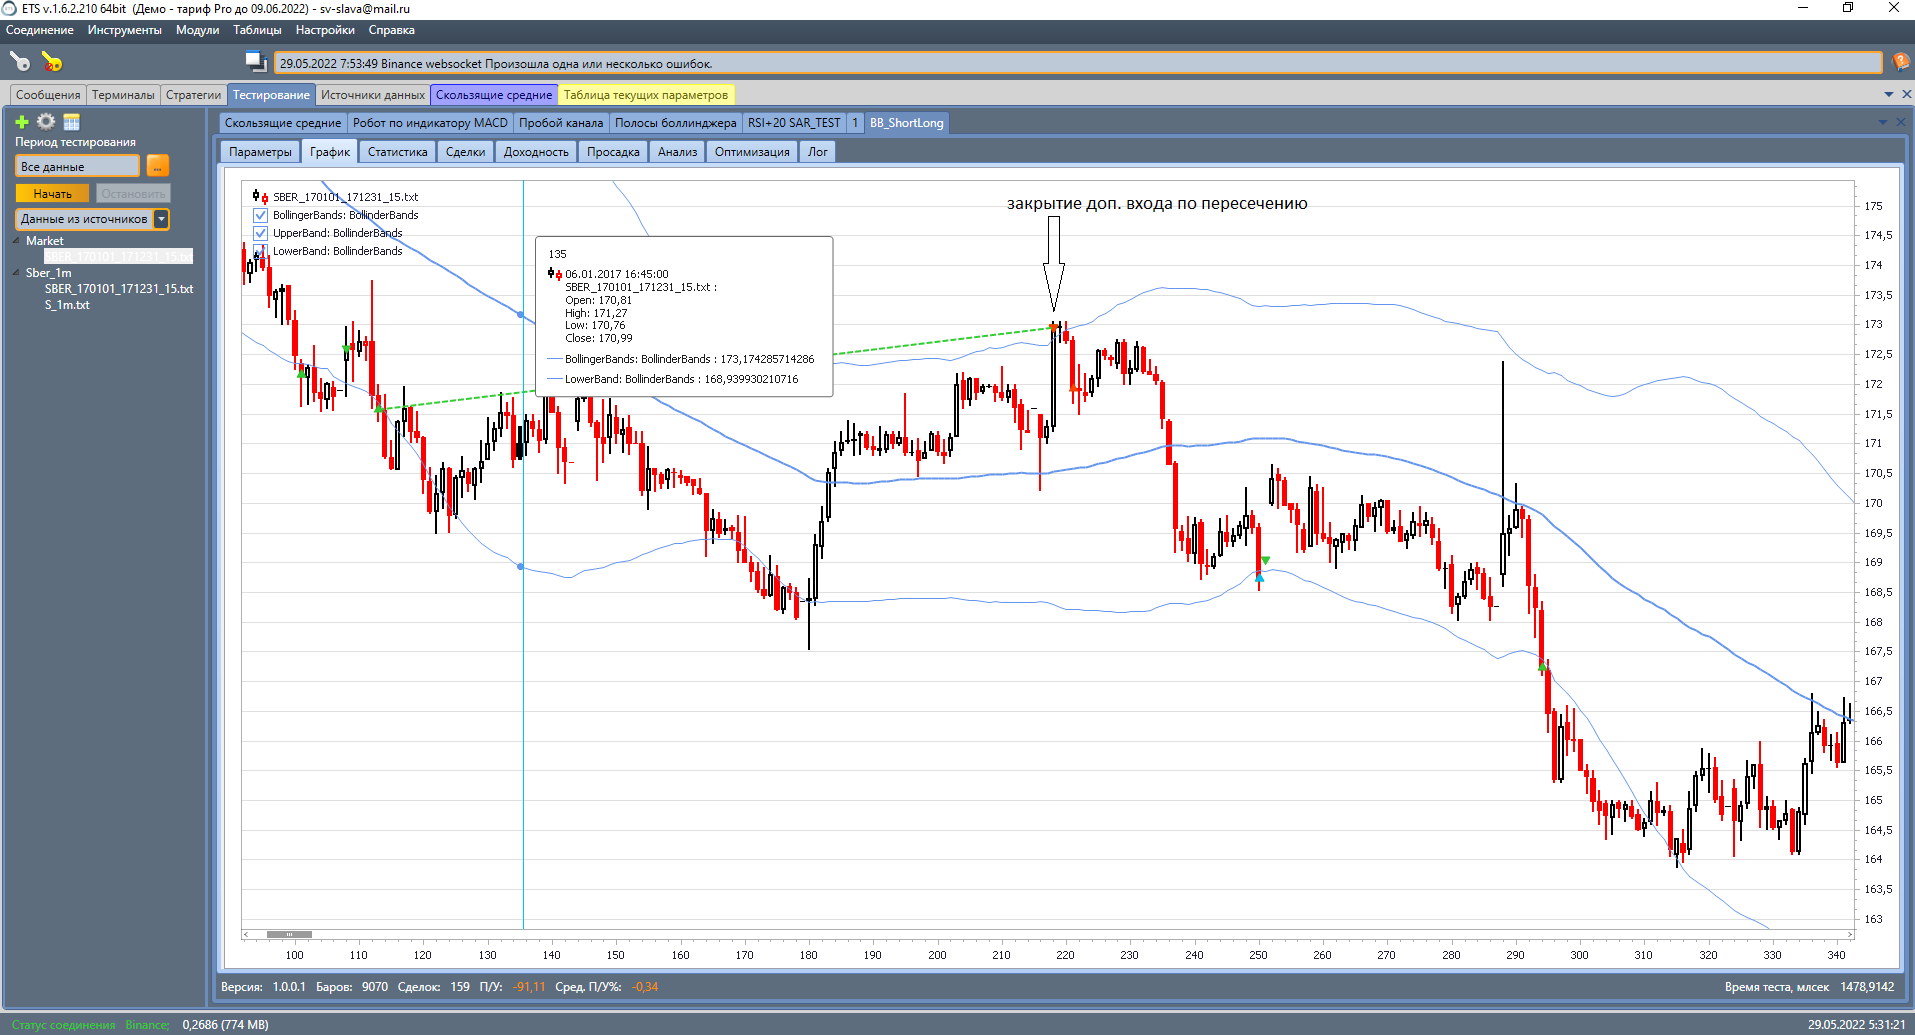 ETS v.1.6.2.210 64bit (Демо - тариф Pro до 09.06.2022) - sv-slava@mail.ru
Соединение Инструменты Модули Таблицы Настройки Справка
29.05.2022 7:53:49 Binance websocket Произошла одна или несколько ошибок.
Сообщения Терминалы Стратегии Тестирование Источники данных Скользящие средние Таблица текущих параметров
Скользящие средние Робот по индикатору MACD Пробой канала Полосы боллинджера RSI+20 SAR_TEST 1 BB_ShortLong
Период тестирования
Все данные ...
Начать Остановить
Данные из источников
Market
SBER_170101_171231_15.txt
Sber_1m
SBER_170101_171231_15.txt
S_1m.txt
Параметры График Статистика Сделки Доходность Просадка Анализ Оптимизация Лог
SBER_170101_171231_15.txt
BollingerBands: BollinderBands
UpperBand: BollinderBands
LowerBand: BollinderBands
закрытие доп. входа по пересечению
135
06.01.2017 16:45:00
SBER_170101_171231_15.txt :
Open: 170,81
High: 171,27
Low: 170,76
Close: 170,99
BollingerBands: BollinderBands : 173,174285714286
LowerBand: BollinderBands : 168,939930210716
175
174,5
174
173,5
173
172,5
172
171,5
171
170,5
170
169,5
169
168,5
168
167,5
167
166,5
166
165,5
165
164,5
164
163,5
163
100 110 120 130 140 150 160 170 180 190 200 210 220 230 240 250 260 270 280 290 300 310 320 330 340
Версия: 1.0.0.1 Баров: 9070 Сделок: 159 П/У: -91,11 Сред. П/У%: -0,34 Время теста, млсек 1478,9142
Статус соединения Binance; 0,2686 (774 MB) 29.05.2022 5:31:21